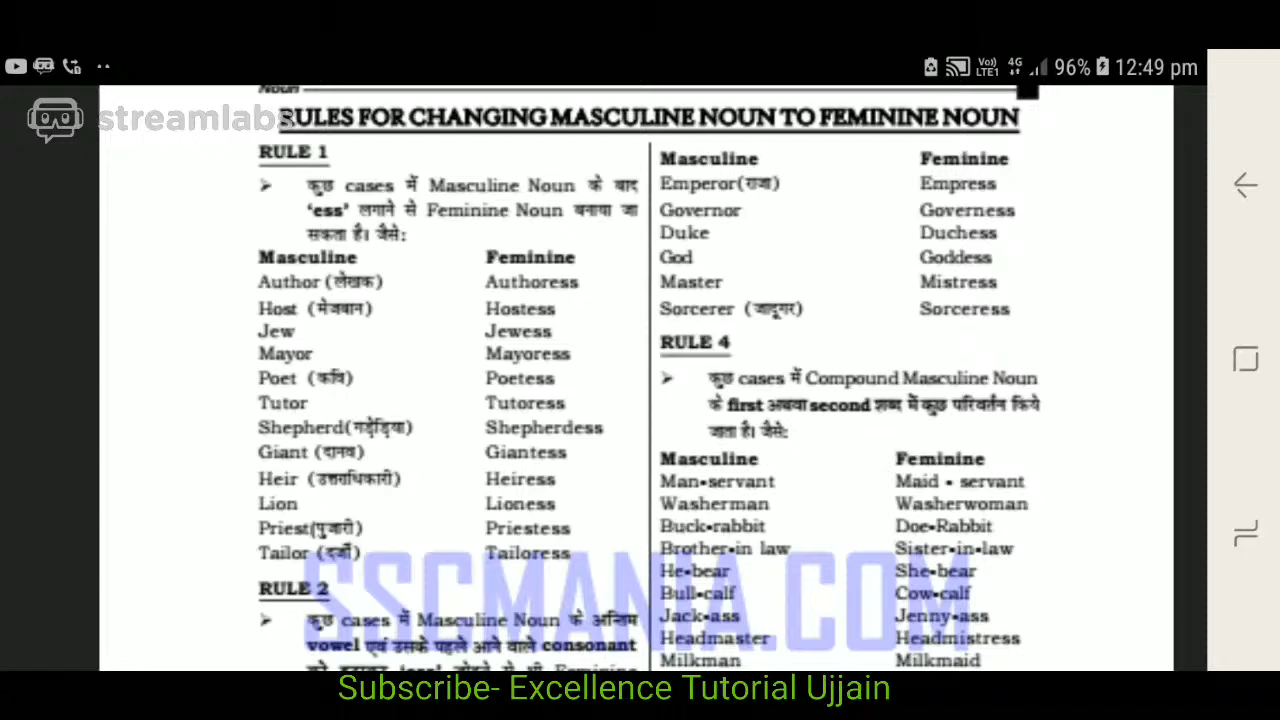 96% 12:49 pm
streamlabs
Noun
RULES FOR CHANGING MASCULINE NOUN TO FEMININE NOUN
RULE 1
➢ कुछ cases में Masculine Noun के बाद
'ess' लगाने से Feminine Noun बनाया जा
सकता है। जैसे:
Masculine Feminine
Author (लेखक) Authoress
Host (मेजबान) Hostess
Jew Jewess
Mayor Mayoress
Poet (कवि) Poetess
Tutor Tutoress
Shepherd(गड़ेड़िया) Shepherdess
Giant (दानव) Giantess
Heir (उत्तराधिकारी) Heiress
Lion Lioness
Priest(पुजारी) Priestess
Tailor (दर्जी) Tailoress
RULE 2
➢ कुछ cases में Masculine Noun के अन्तिम
vowel एवं उसके पहले आने वाले consonant
Masculine Feminine
Emperor(राजा) Empress
Governor Governess
Duke Duchess
God Goddess
Master Mistress
Sorcerer (जादूगर) Sorceress
RULE 4
➢ कुछ cases में Compound Masculine Noun
के first अथवा second शब्द में कुछ परिवर्तन किये
जाता है। जैसे:
Masculine Feminine
Man-servant Maid - servant
Washerman Washerwoman
Buck-rabbit Doe-Rabbit
Brother-in law Sister-in-law
He-bear She-bear
Bull-calf Cow-calf
Jack-ass Jenny-ass
Headmaster Headmistress
Milkman Milkmaid
SSCMANIA.COM
Subscribe- Excellence Tutorial Ujjain